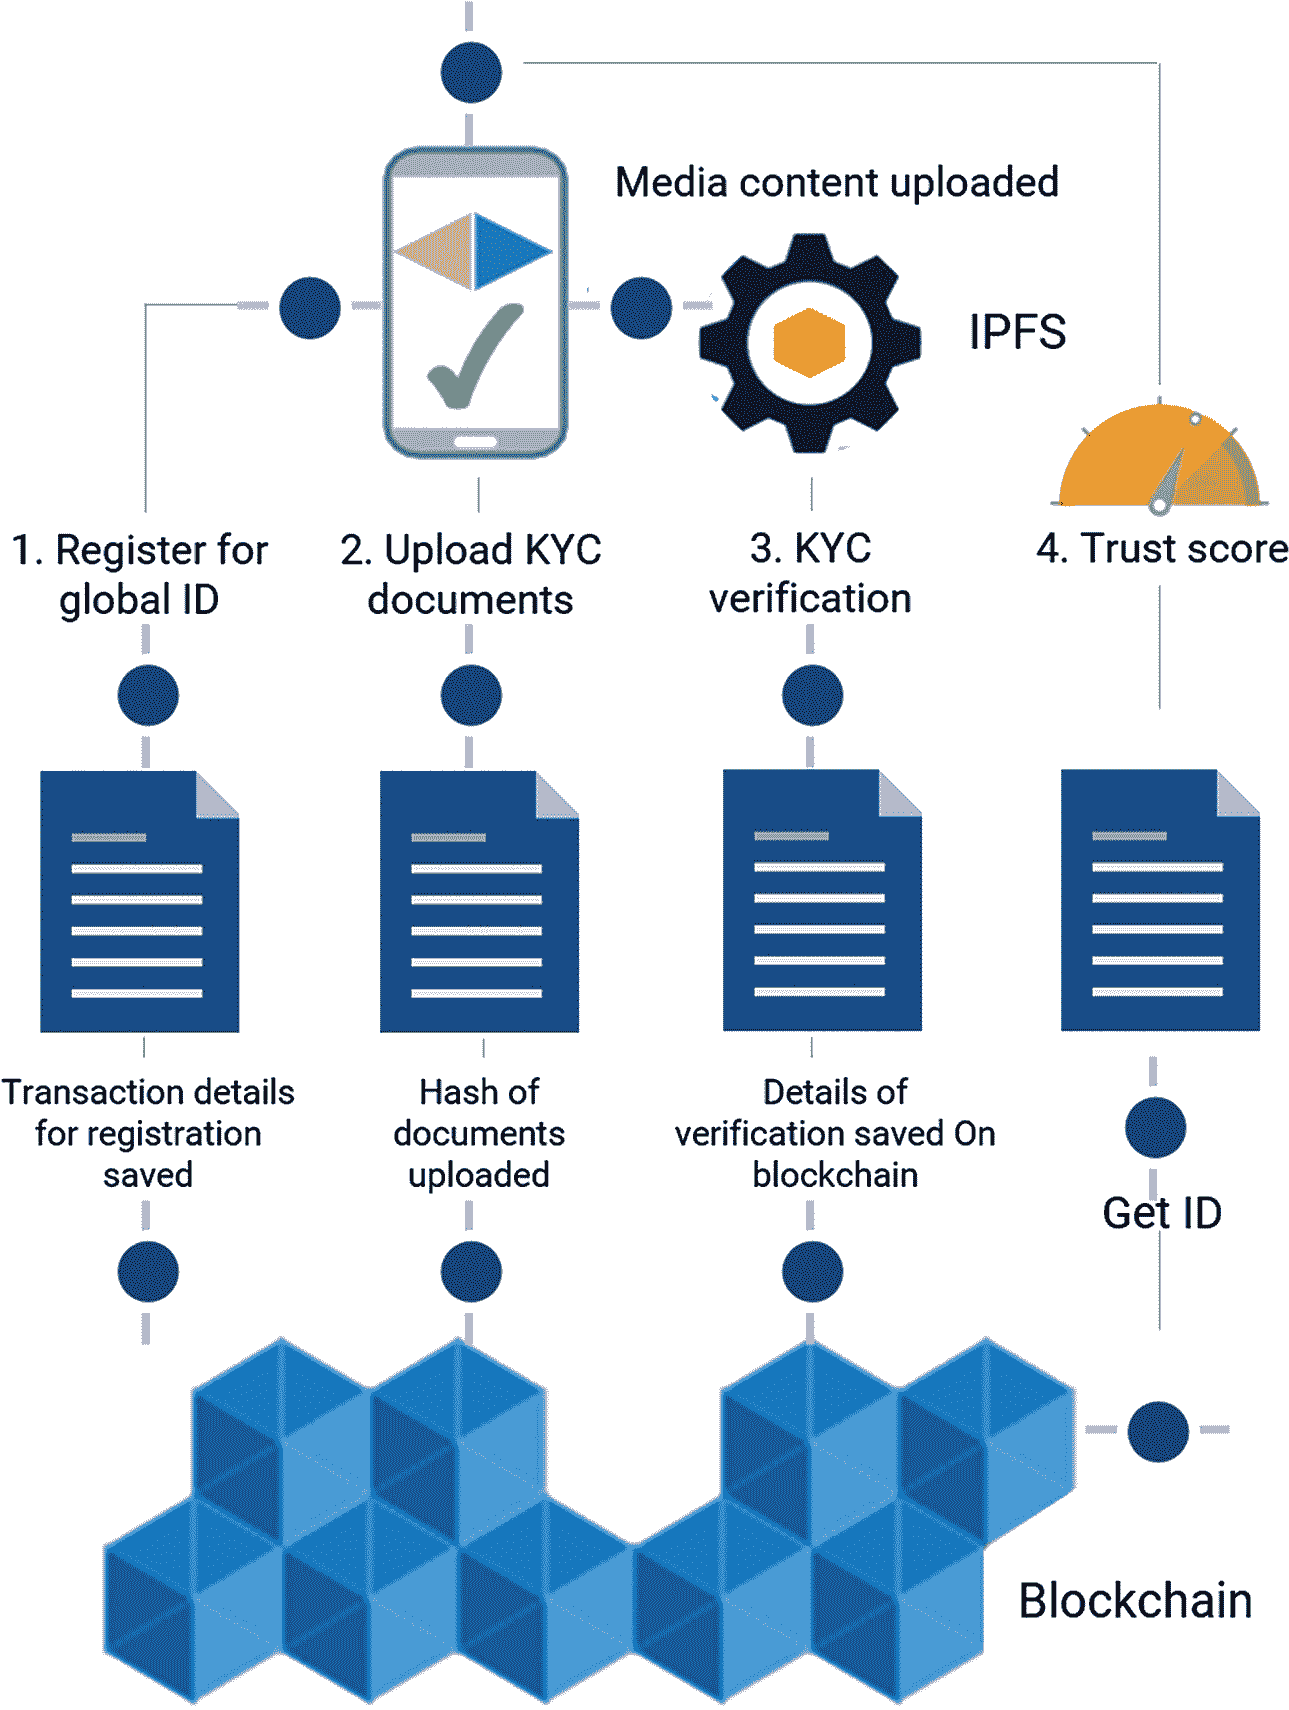 Media content uploaded
IPFS
1. Register for
global ID
2. Upload KYC
documents
3. KYC
verification
4. Trust score
Transaction details
for registration
saved
Hash of
documents
uploaded
Details of
verification saved On
blockchain
Get ID
Blockchain